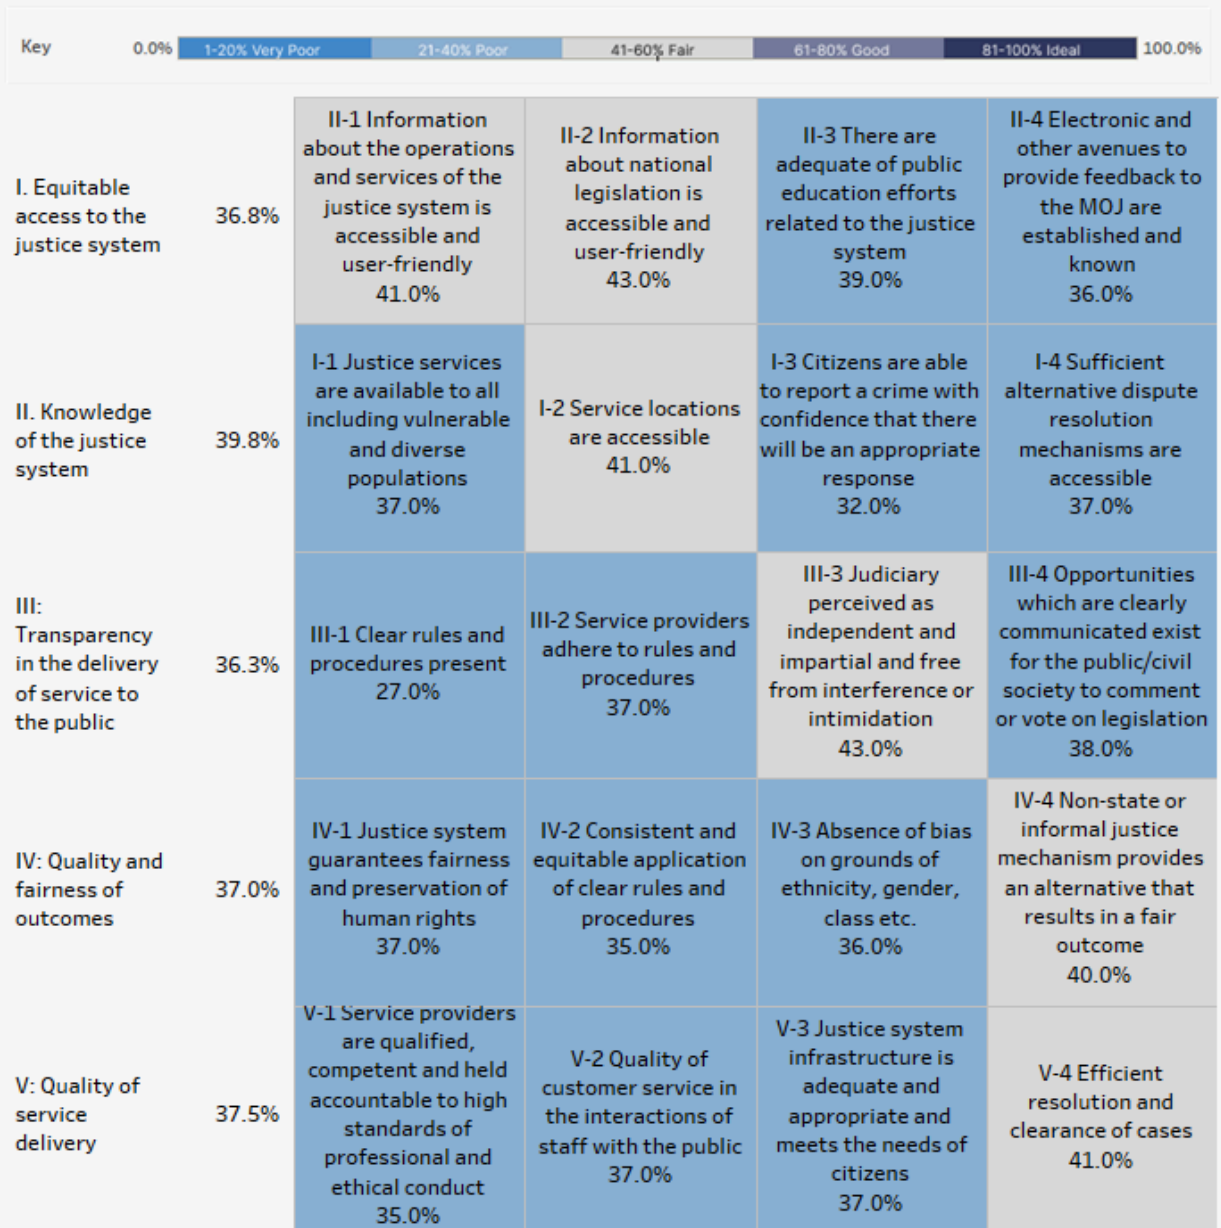 Key
0.0%
1-20% Very Poor
21-40% Poor
41-60% Fair
61-80% Good
81-100% Ideal
100.0%
I. Equitable
access to the
justice system
36.8%
II-1 Information
about the operations
and services of the
justice system is
accessible and
user-friendly
41.0%
II-2 Information
about national
legislation is
accessible and
user-friendly
43.0%
II-3 There are
adequate of public
education efforts
related to the justice
system
39.0%
II-4 Electronic and
other avenues to
provide feedback to
the MOJ are
established and
known
36.0%
II. Knowledge
of the justice
system
39.8%
I-1 Justice services
are available to all
including vulnerable
and diverse
populations
37.0%
I-2 Service locations
are accessible
41.0%
I-3 Citizens are able
to report a crime with
confidence that there
will be an appropriate
response
32.0%
I-4 Sufficient
alternative dispute
resolution
mechanisms are
accessible
37.0%
III:
Transparency
in the delivery
of service to
the public
36.3%
III-1 Clear rules and
procedures present
27.0%
III-2 Service providers
adhere to rules and
procedures
37.0%
III-3 Judiciary
perceived as
independent and
impartial and free
from interference or
intimidation
43.0%
III-4 Opportunities
which are clearly
communicated exist
for the public/civil
society to comment
or vote on legislation
38.0%
IV: Quality and
fairness of
outcomes
37.0%
IV-1 Justice system
guarantees fairness
and preservation of
human rights
37.0%
IV-2 Consistent and
equitable application
of clear rules and
procedures
35.0%
IV-3 Absence of bias
on grounds of
ethnicity, gender,
class etc.
36.0%
IV-4 Non-state or
informal justice
mechanism provides
an alternative that
results in a fair
outcome
40.0%
V: Quality of
service
delivery
37.5%
V-1 Service providers
are qualified,
competent and held
accountable to high
standards of
professional and
ethical conduct
35.0%
V-2 Quality of
customer service in
the interactions of
staff with the public
37.0%
V-3 Justice system
infrastructure is
adequate and
appropriate and
meets the needs of
citizens
37.0%
V-4 Efficient
resolution and
clearance of cases
41.0%